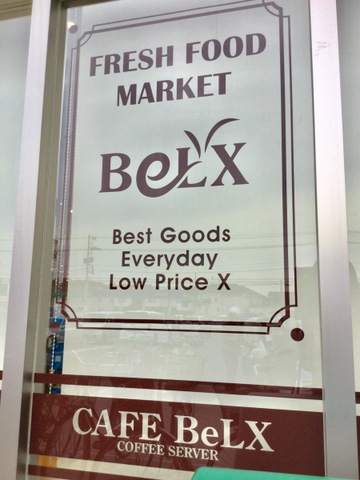 FRESH FOOD
MARKET
BeLX
Best Goods
Everyday
Low Price X
CAFE BeLX
COFFEE SERVER